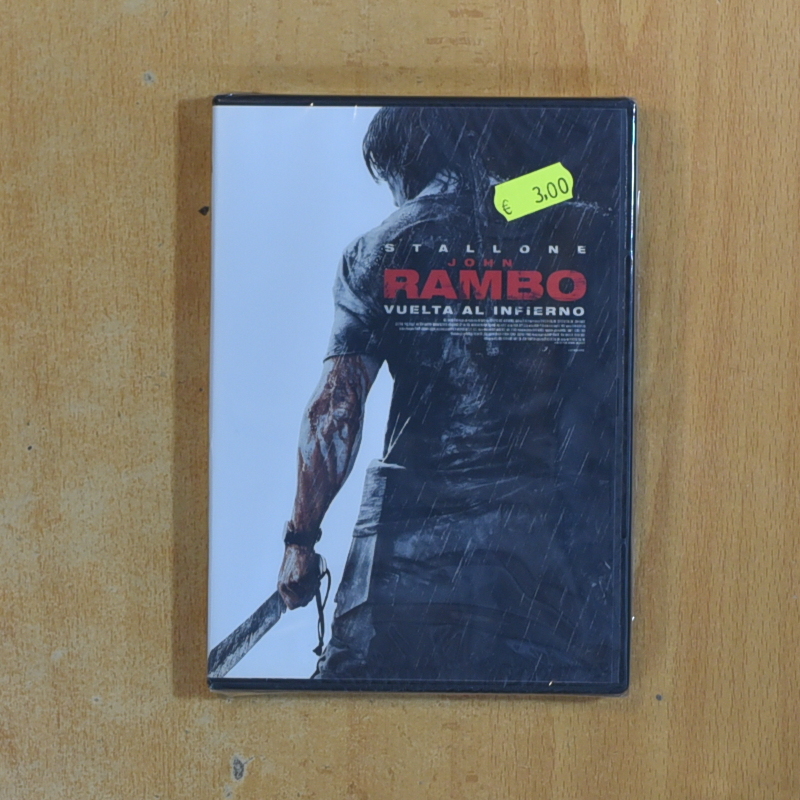 € 3,00
STALLONE
JOHN
RAMBO
VUELTA AL INFIERNO